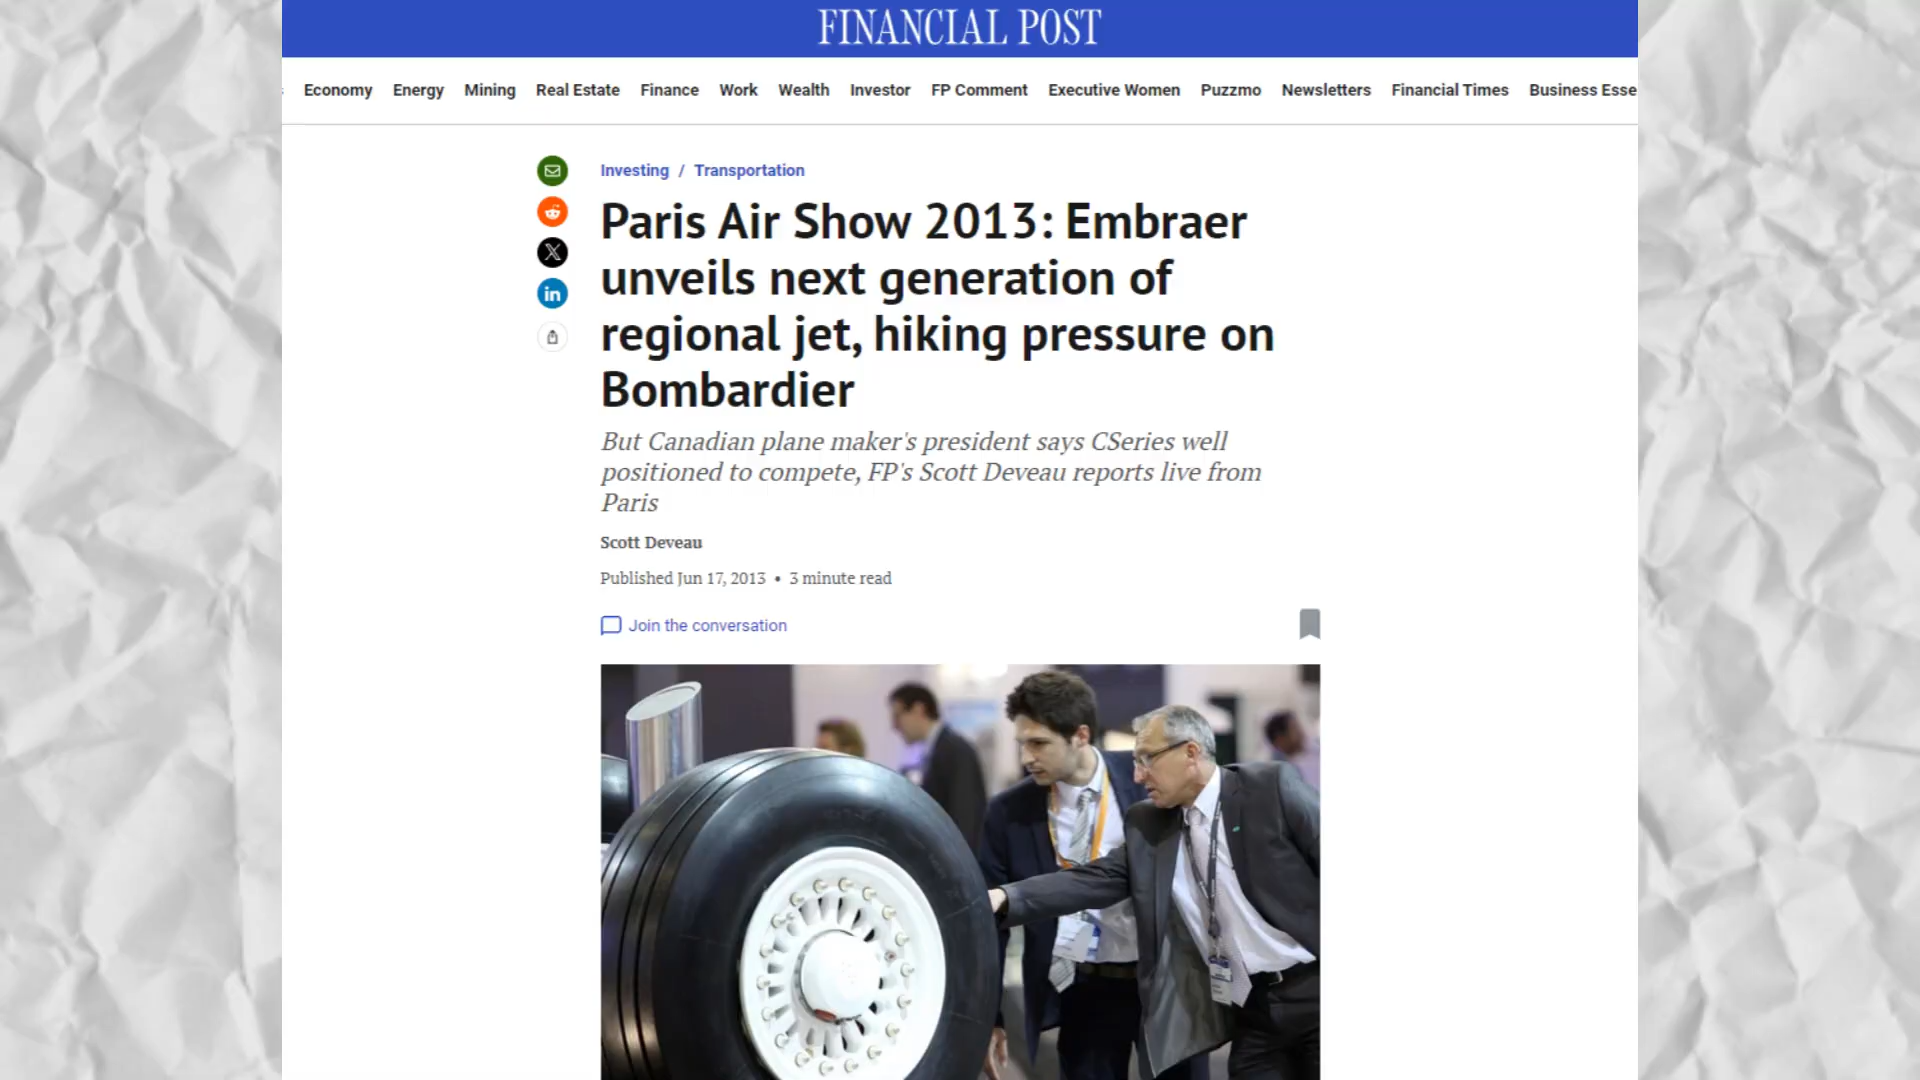 FINANCIAL POST
Economy Energy Mining Real Estate Finance Work Wealth Investor FP Comment Executive Women Puzzmo Newsletters Financial Times Business Esse
Investing / Transportation
Paris Air Show 2013: Embraer
unveils next generation of
regional jet, hiking pressure on
Bombardier
But Canadian plane maker's president says CSeries well
positioned to compete, FP's Scott Deveau reports live from
Paris
Scott Deveau
Published Jun 17, 2013 • 3 minute read
Join the conversation